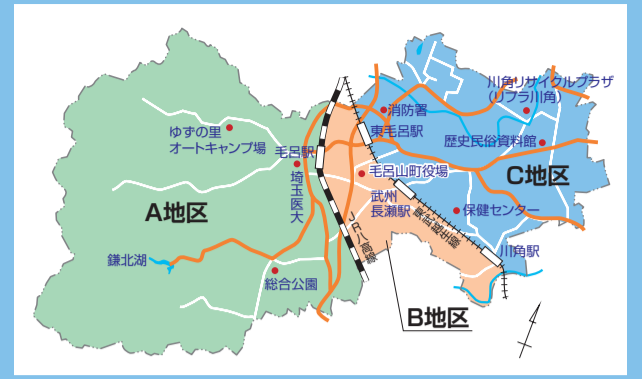 川角リサイクルプラザ
（リプラ川角）
消防署
東毛呂駅
歴史民俗資料館
ゆずの里
オートキャンプ場
毛呂駅
埼玉医大
毛呂山町役場
C地区
武州
長瀬駅
A地区
保健センター
JR八高線
東武越生線
川角駅
鎌北湖
総合公園
B地区